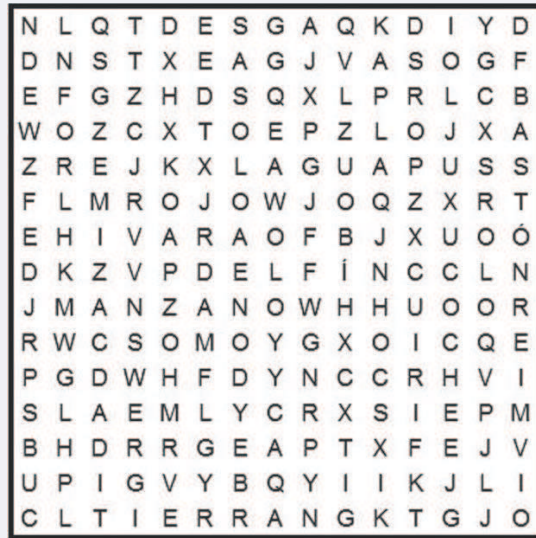 N L Q T D E S G A Q K D I Y D
D N S T X E A G J V A S O G F
E F G Z H D S Q X L P R L C B
W O Z C X T O E P Z L O J X A
Z R E J K X L A G U A P U S S
F L M R O J O W J O Q Z X R T
E H I V A R A O F B J X U O Ó
D K Z V P D E L F Í N C C L N
J M A N Z A N O W H H U O O R
R W C S O M O Y G X O I C Q E
P G D W H F D Y N C C R H V I
S L A E M L Y C R X S I E P M
B H D R R G E A P T X F E J V
U P I G V Y B Q Y I I K J L I
C L T I E R R A N G K T G J O